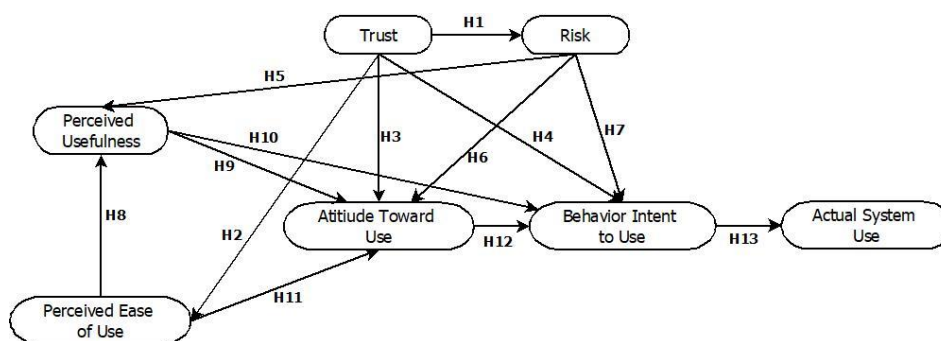 Trust
H1
Risk
H5
Perceived
Usefulness
H10
H3
H4
H7
H6
H9
H8
H2
Atitiude Toward
Use
H12
Behavior Intent
to Use
H13
Actual System
Use
H11
Perceived Ease
of Use